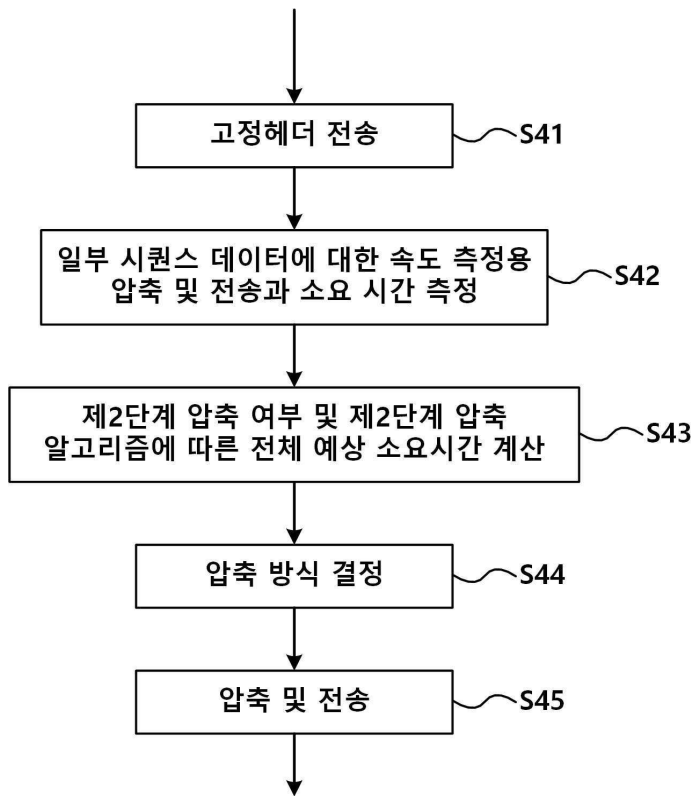 고정헤더 전송
S41
일부 시퀀스 데이터에 대한 속도 측정용
압축 및 전송과 소요 시간 측정
S42
제2단계 압축 여부 및 제2단계 압축
알고리즘에 따른 전체 예상 소요시간 계산
S43
압축 방식 결정
S44
압축 및 전송
S45